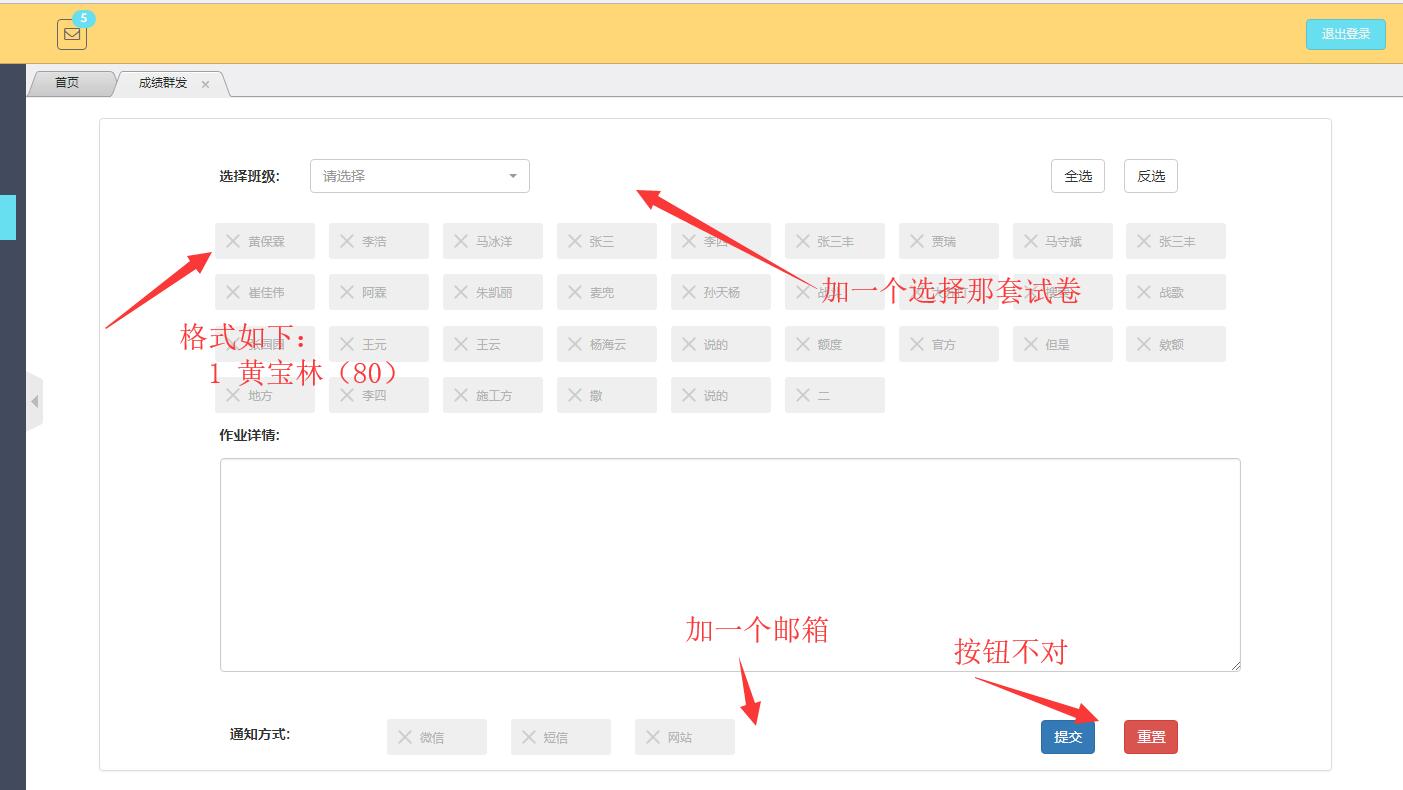 5
退出登录
首页 成绩群发
选择班级: 请选择 全选 反选
黄保霖 李浩 马冰洋 张三 李四 张三丰 贾瑞 马守斌 张三丰
加一个选择那套试卷
崔佳伟 阿霖 朱凯丽 麦兜 孙天杨 战歌
格式如下:
王元 王云 杨海云 说的 额度 官方 但是 欸额
1 黄宝林（80）
地方 李四 施工方 撒 说的 二
作业详情:
加一个邮箱
按钮不对
通知方式: 微信 短信 网站 提交 重置